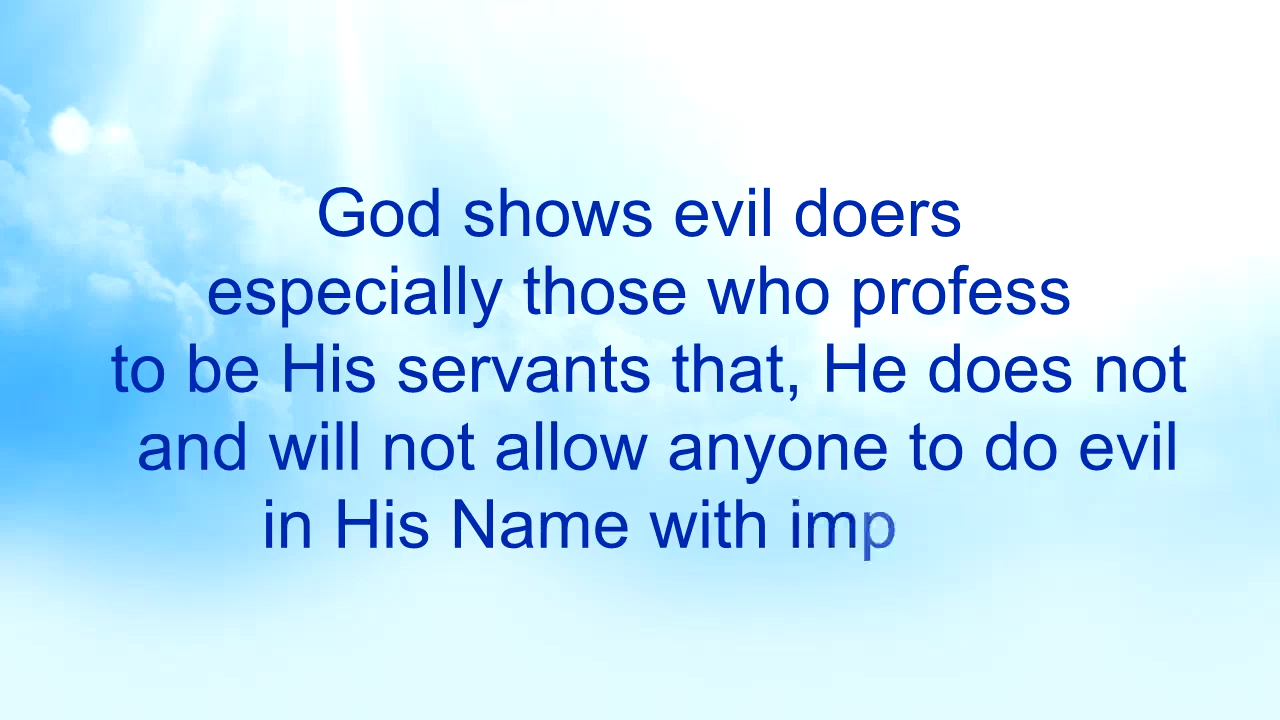 God shows evil doers
especially those who profess
to be His servants that, He does not
and will not allow anyone to do evil
in His Name with imp